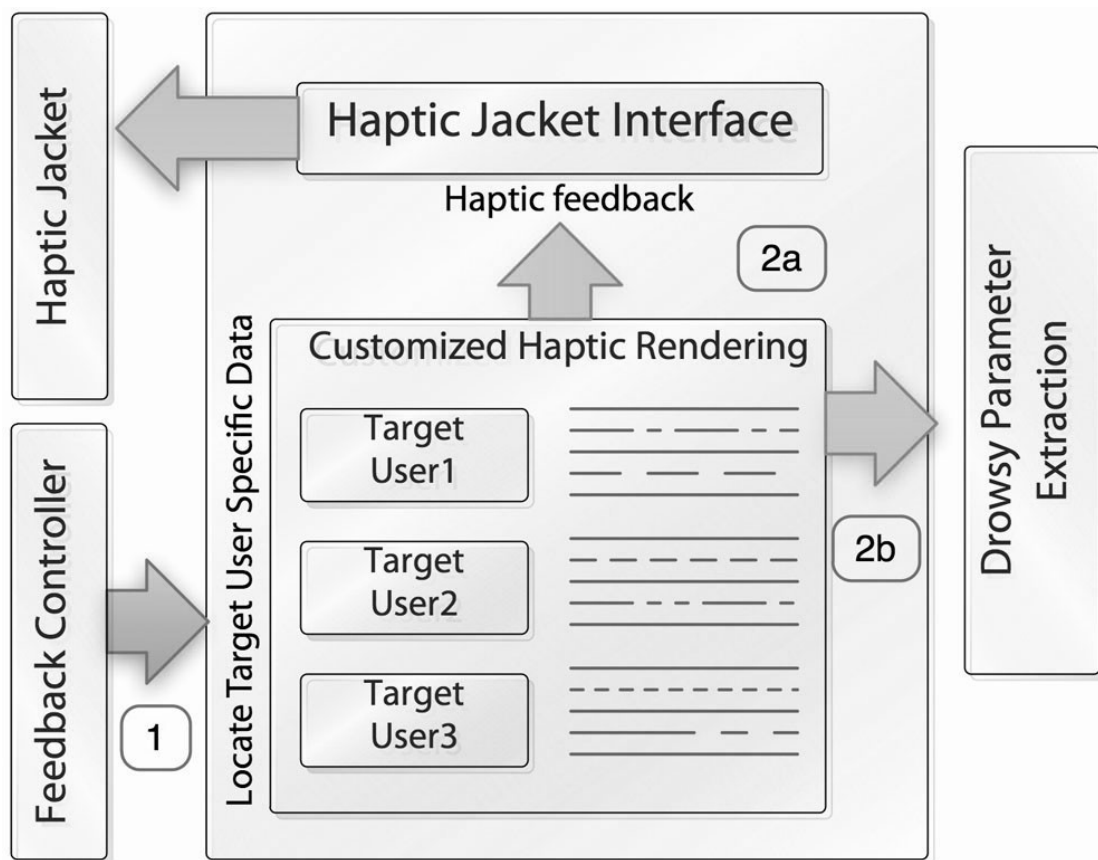 Haptic Jacket
Haptic Jacket Interface
Haptic feedback
2a
Customized Haptic Rendering
Locate Target User Specific Data
Target
User1
Target
User2
Target
User3
2b
Drowsy Parameter
Extraction
Feedback Controller
1